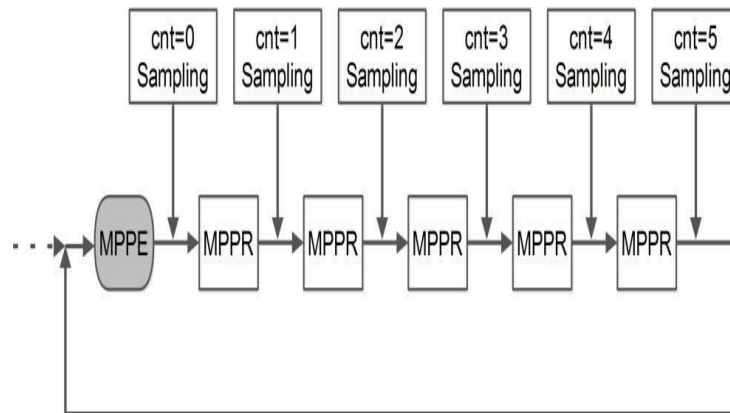 cnt=0
Sampling
cnt=1
Sampling
cnt=2
Sampling
cnt=3
Sampling
cnt=4
Sampling
cnt=5
Sampling
MPPE
MPPR
MPPR
MPPR
MPPR
MPPR